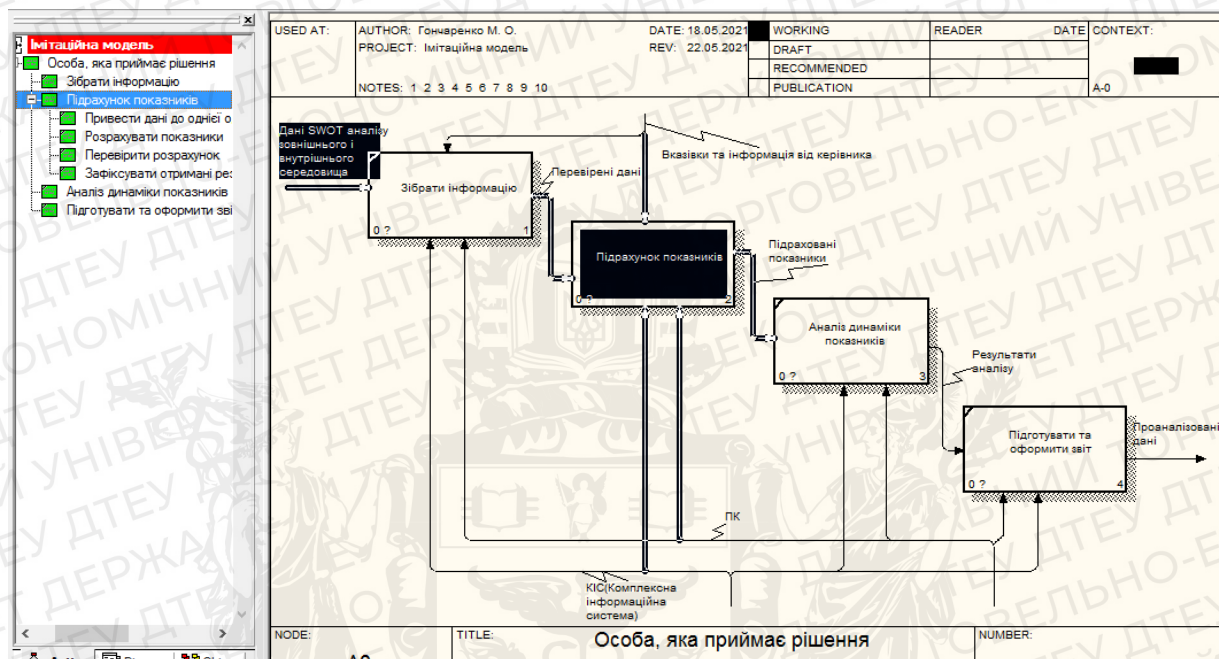 Імітаційна модель
Особа, яка приймає рішення
Зібрати інформацію
Підрахунок показників
Привести дані до однієї о
Розрахувати показники
Перевірити розрахунок
Зафіксувати отримані рез
Аналіз динаміки показників
Підготувати та оформити зві
USED AT:
AUTHOR: Гончаренко М. О.
DATE: 18.05.2021
WORKING
READER
DATE
CONTEXT:
PROJECT: Імітаційна модель
REV: 22.05.2021
DRAFT
RECOMMENDED
NOTES: 1 2 3 4 5 6 7 8 9 10
PUBLICATION
A-0
Дані SWOT аналізу
зовнішнього і
внутрішнього
середовища
Вказівки та інформація від керівника
Зібрати інформацію
0 ?
1
Перевірені дані
Підрахунок показників
0 ?
2
Підраховані
показники
Аналіз динаміки
показників
0 ?
3
Результати
аналізу
Підготувати та
оформити звіт
0 ?
4
Проаналізовані
дані
ПК
КІС(Комплексна
інформаційна
система)
NODE:
TITLE:
Особа, яка приймає рішення
NUMBER: